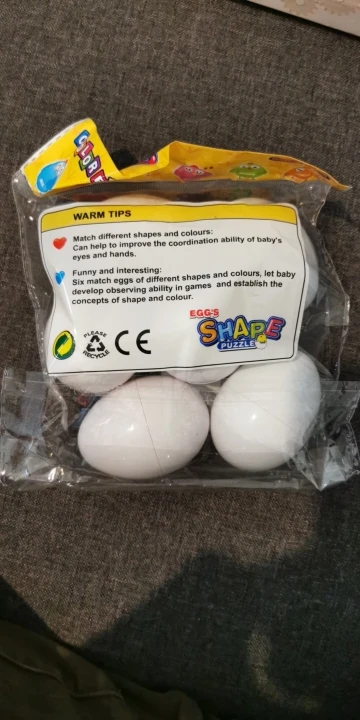 COLORE
WARM TIPS
Match different shapes and colours:
Can help to improve the coordination ability of baby's
eyes and hands.
Funny and interesting:
Six match eggs of different shapes and colours, let baby
develop observing ability in games and establish the
concepts of shape and colour.
PLEASE
RECYCLE
CE
EGG'S
SHAPE
PUZZLE